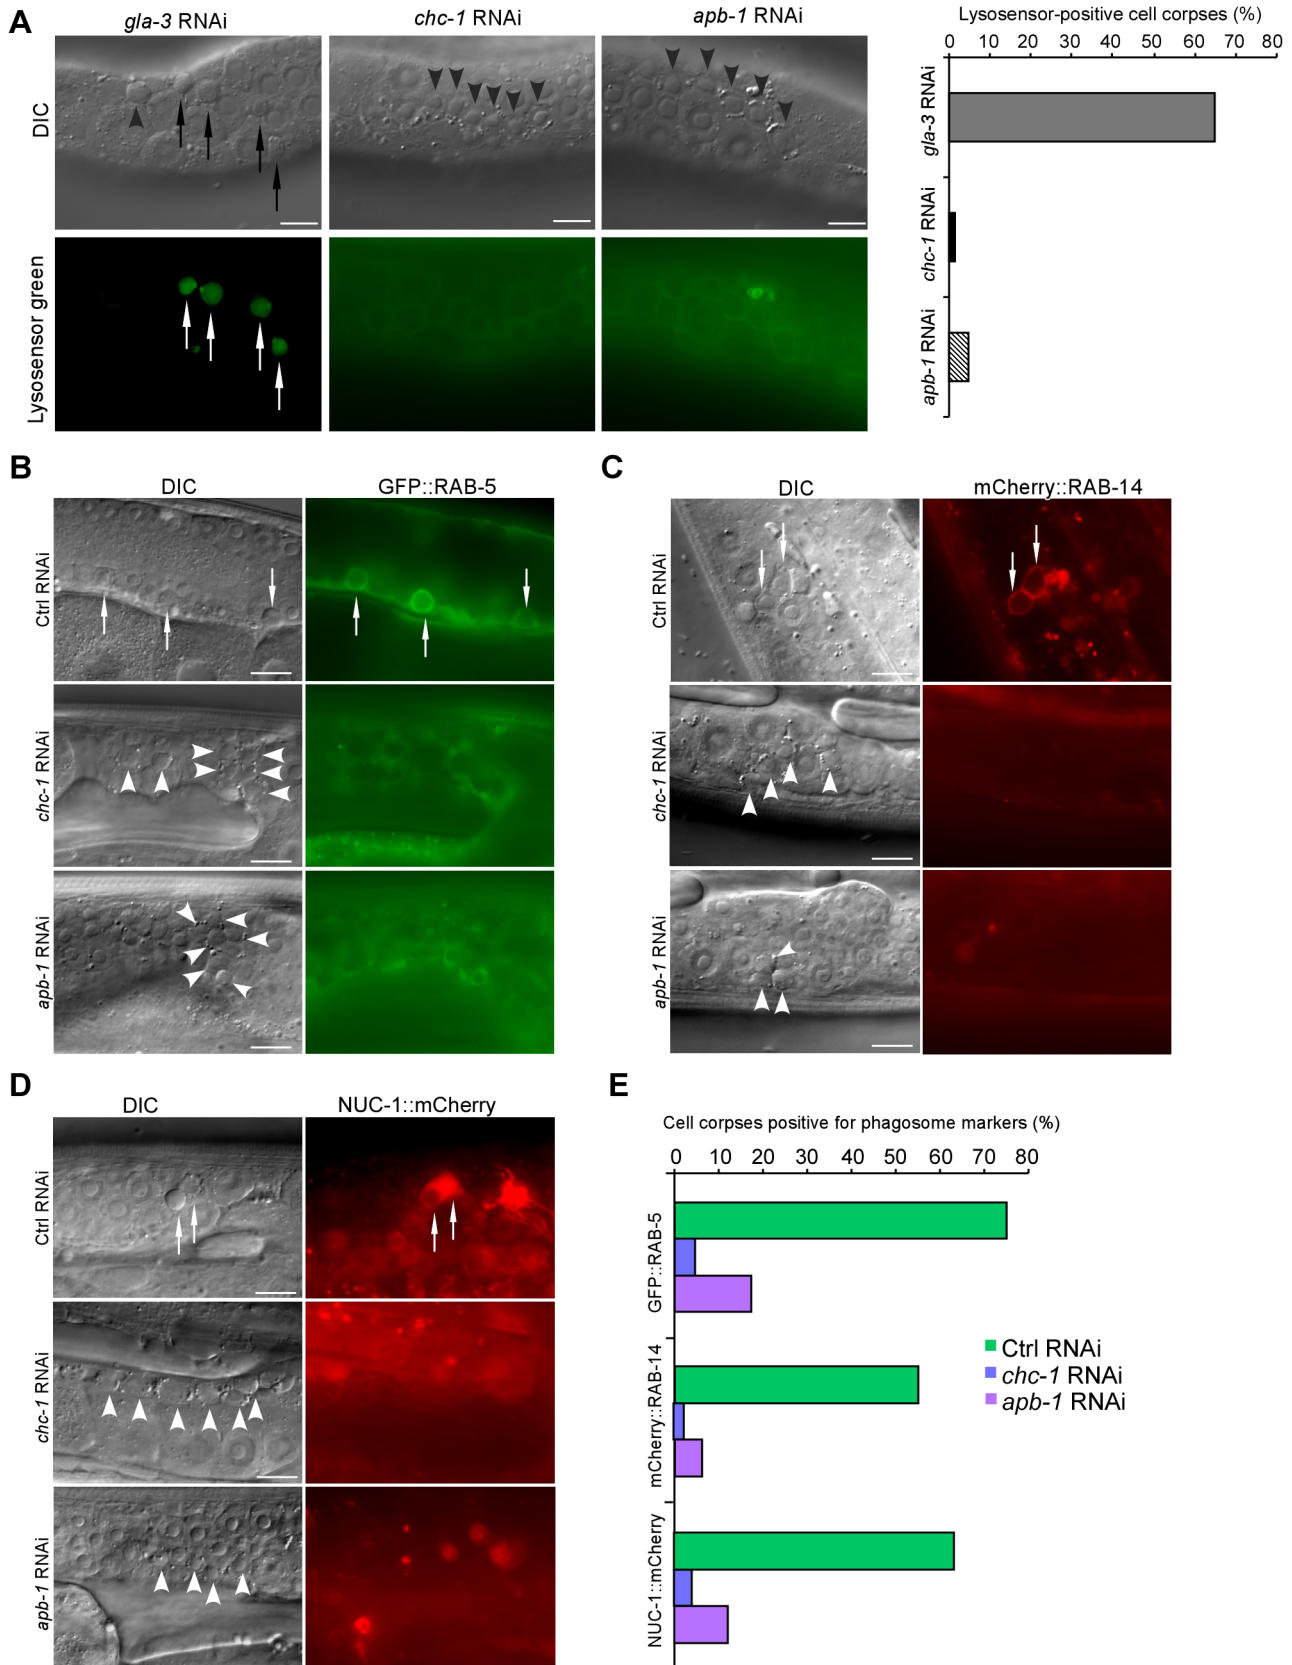 A
gla-3 RNAi
chc-1 RNAi
apb-1 RNAi
DIC
Lysosensor green
Lysosensor-positive cell corpses (%)
0 10 20 30 40 50 60 70 80
gla-3 RNAi
chc-1 RNAi
apb-1 RNAi
B
DIC
GFP::RAB-5
Ctrl RNAi
chc-1 RNAi
apb-1 RNAi
C
DIC
mCherry::RAB-14
Ctrl RNAi
chc-1 RNAi
apb-1 RNAi
D
DIC
NUC-1::mCherry
Ctrl RNAi
chc-1 RNAi
apb-1 RNAi
E
Cell corpses positive for phagosome markers (%)
0 10 20 30 40 50 60 70 80
GFP::RAB-5
mCherry::RAB-14
NUC-1::mCherry
Ctrl RNAi
chc-1 RNAi
apb-1 RNAi